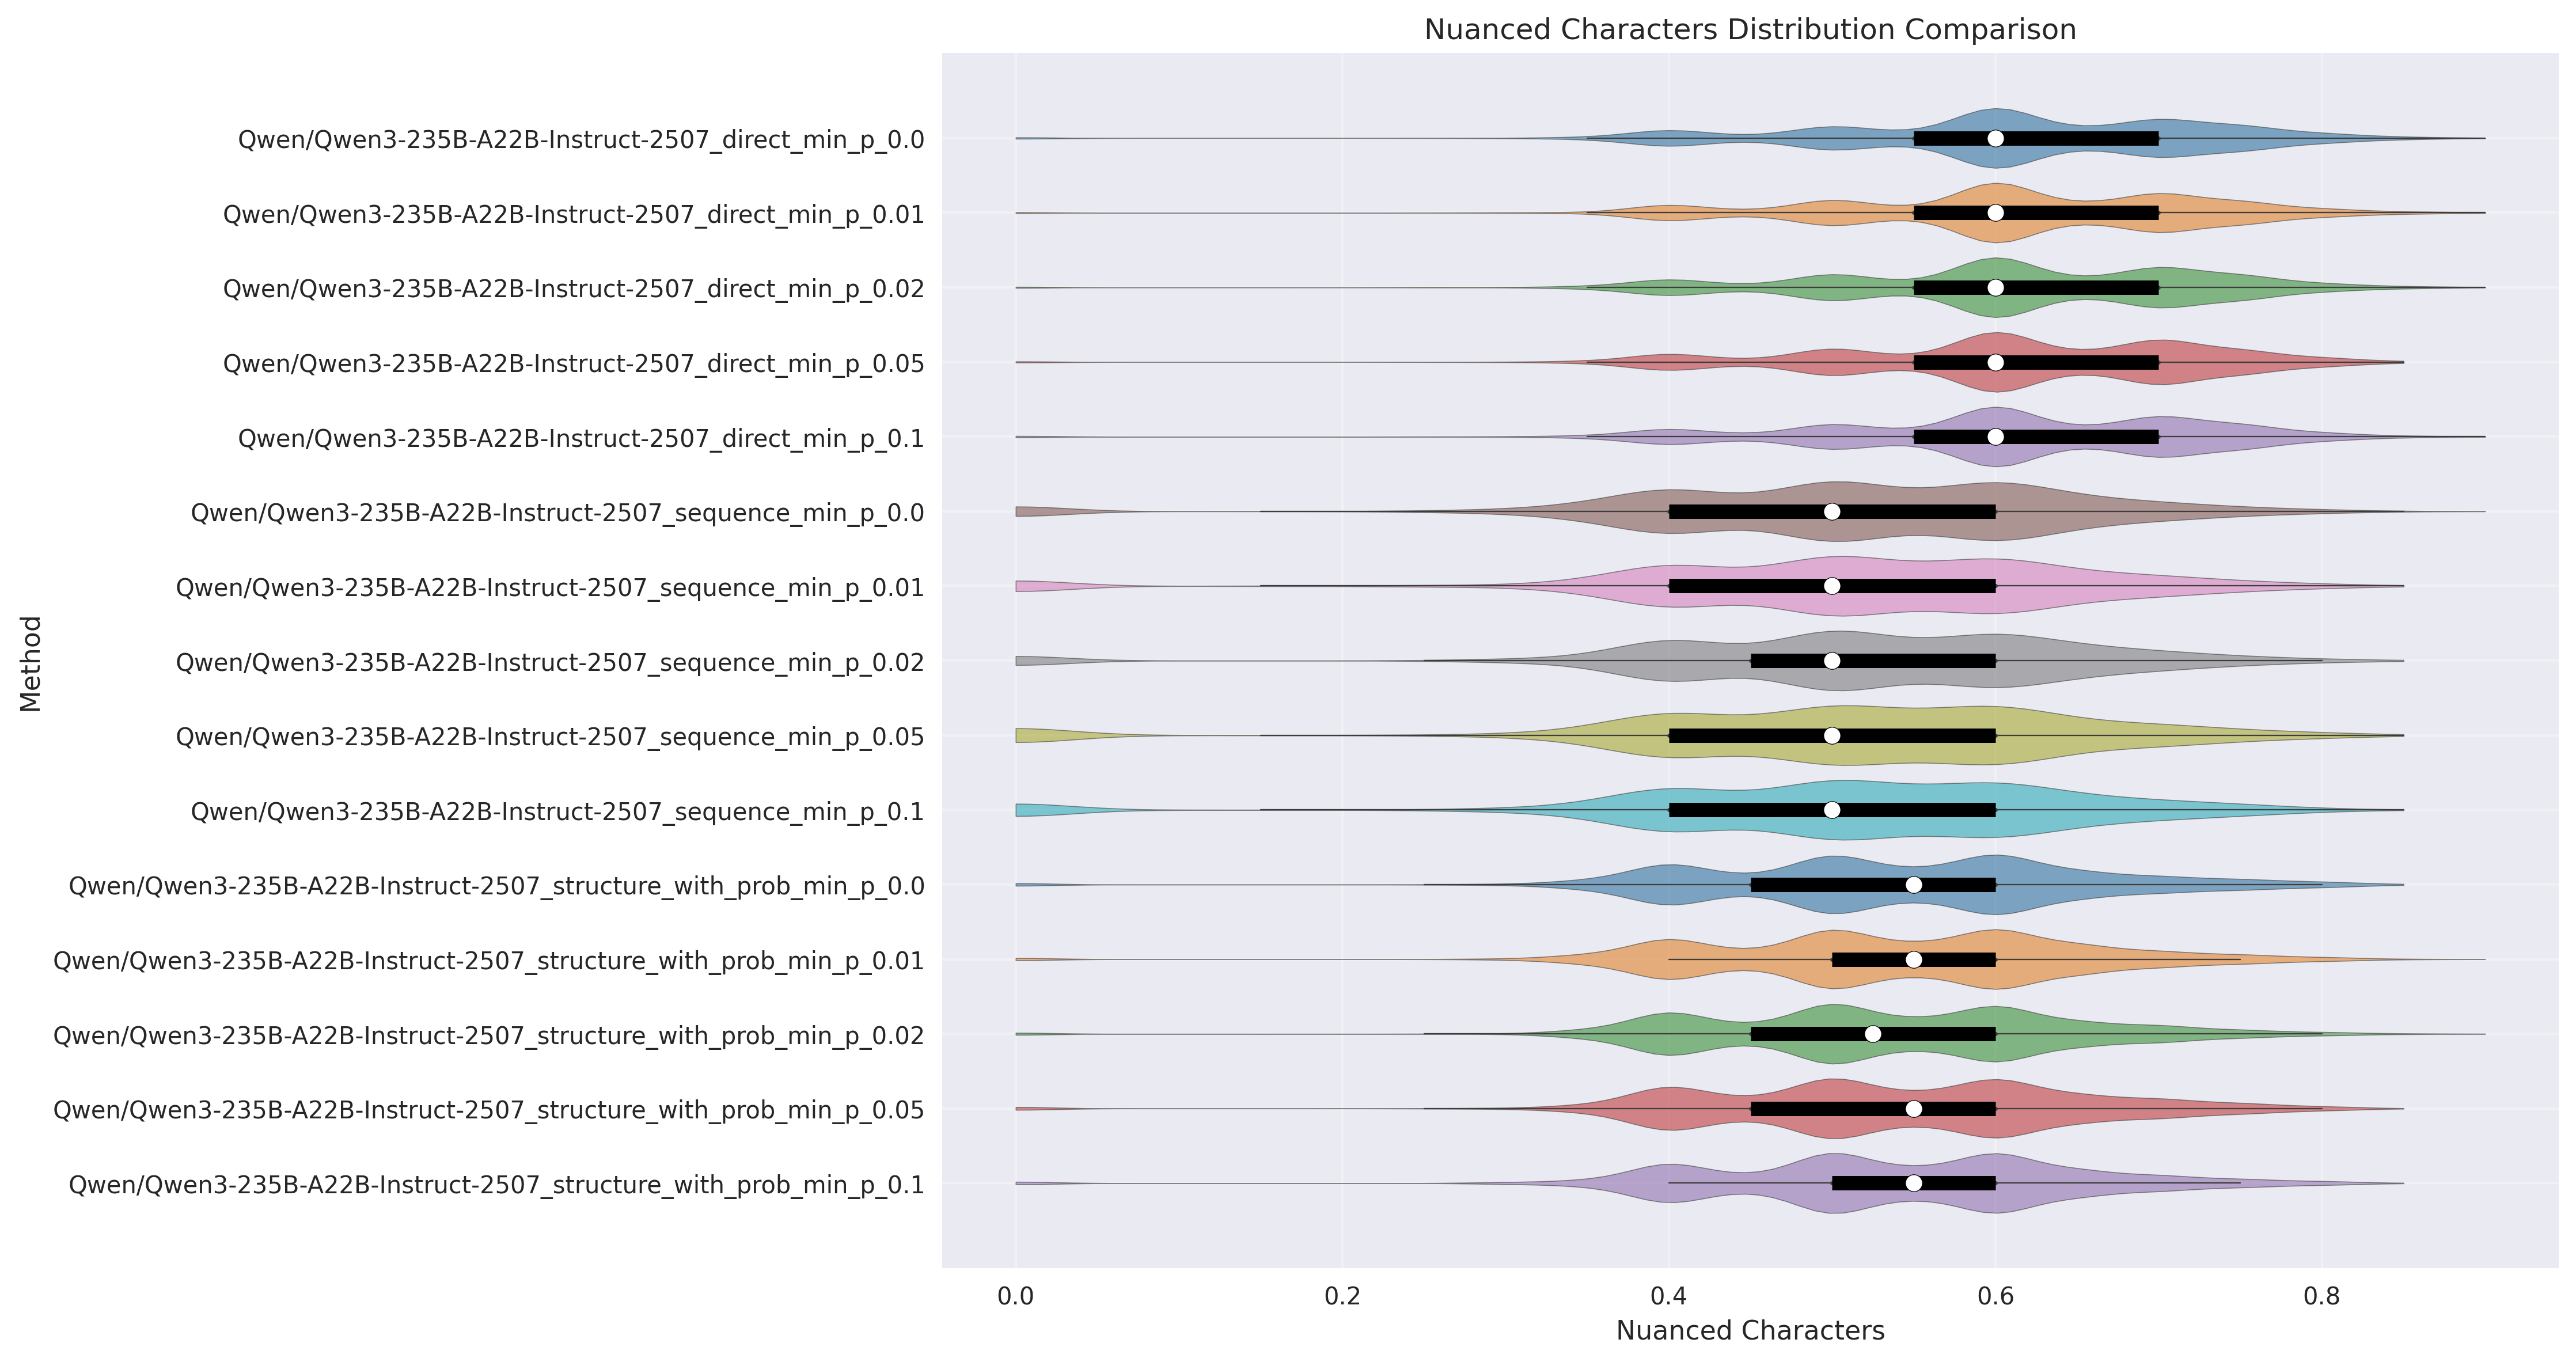 Nuanced Characters Distribution Comparison
Qwen/Qwen3-235B-A22B-Instruct-2507_direct_min_p_0.0
Qwen/Qwen3-235B-A22B-Instruct-2507_direct_min_p_0.01
Qwen/Qwen3-235B-A22B-Instruct-2507_direct_min_p_0.02
Qwen/Qwen3-235B-A22B-Instruct-2507_direct_min_p_0.05
Qwen/Qwen3-235B-A22B-Instruct-2507_direct_min_p_0.1
Qwen/Qwen3-235B-A22B-Instruct-2507_sequence_min_p_0.0
Qwen/Qwen3-235B-A22B-Instruct-2507_sequence_min_p_0.01
Qwen/Qwen3-235B-A22B-Instruct-2507_sequence_min_p_0.02
Qwen/Qwen3-235B-A22B-Instruct-2507_sequence_min_p_0.05
Qwen/Qwen3-235B-A22B-Instruct-2507_sequence_min_p_0.1
Qwen/Qwen3-235B-A22B-Instruct-2507_structure_with_prob_min_p_0.0
Qwen/Qwen3-235B-A22B-Instruct-2507_structure_with_prob_min_p_0.01
Qwen/Qwen3-235B-A22B-Instruct-2507_structure_with_prob_min_p_0.02
Qwen/Qwen3-235B-A22B-Instruct-2507_structure_with_prob_min_p_0.05
Qwen/Qwen3-235B-A22B-Instruct-2507_structure_with_prob_min_p_0.1
Method
0.0 0.2 0.4 0.6 0.8
Nuanced Characters